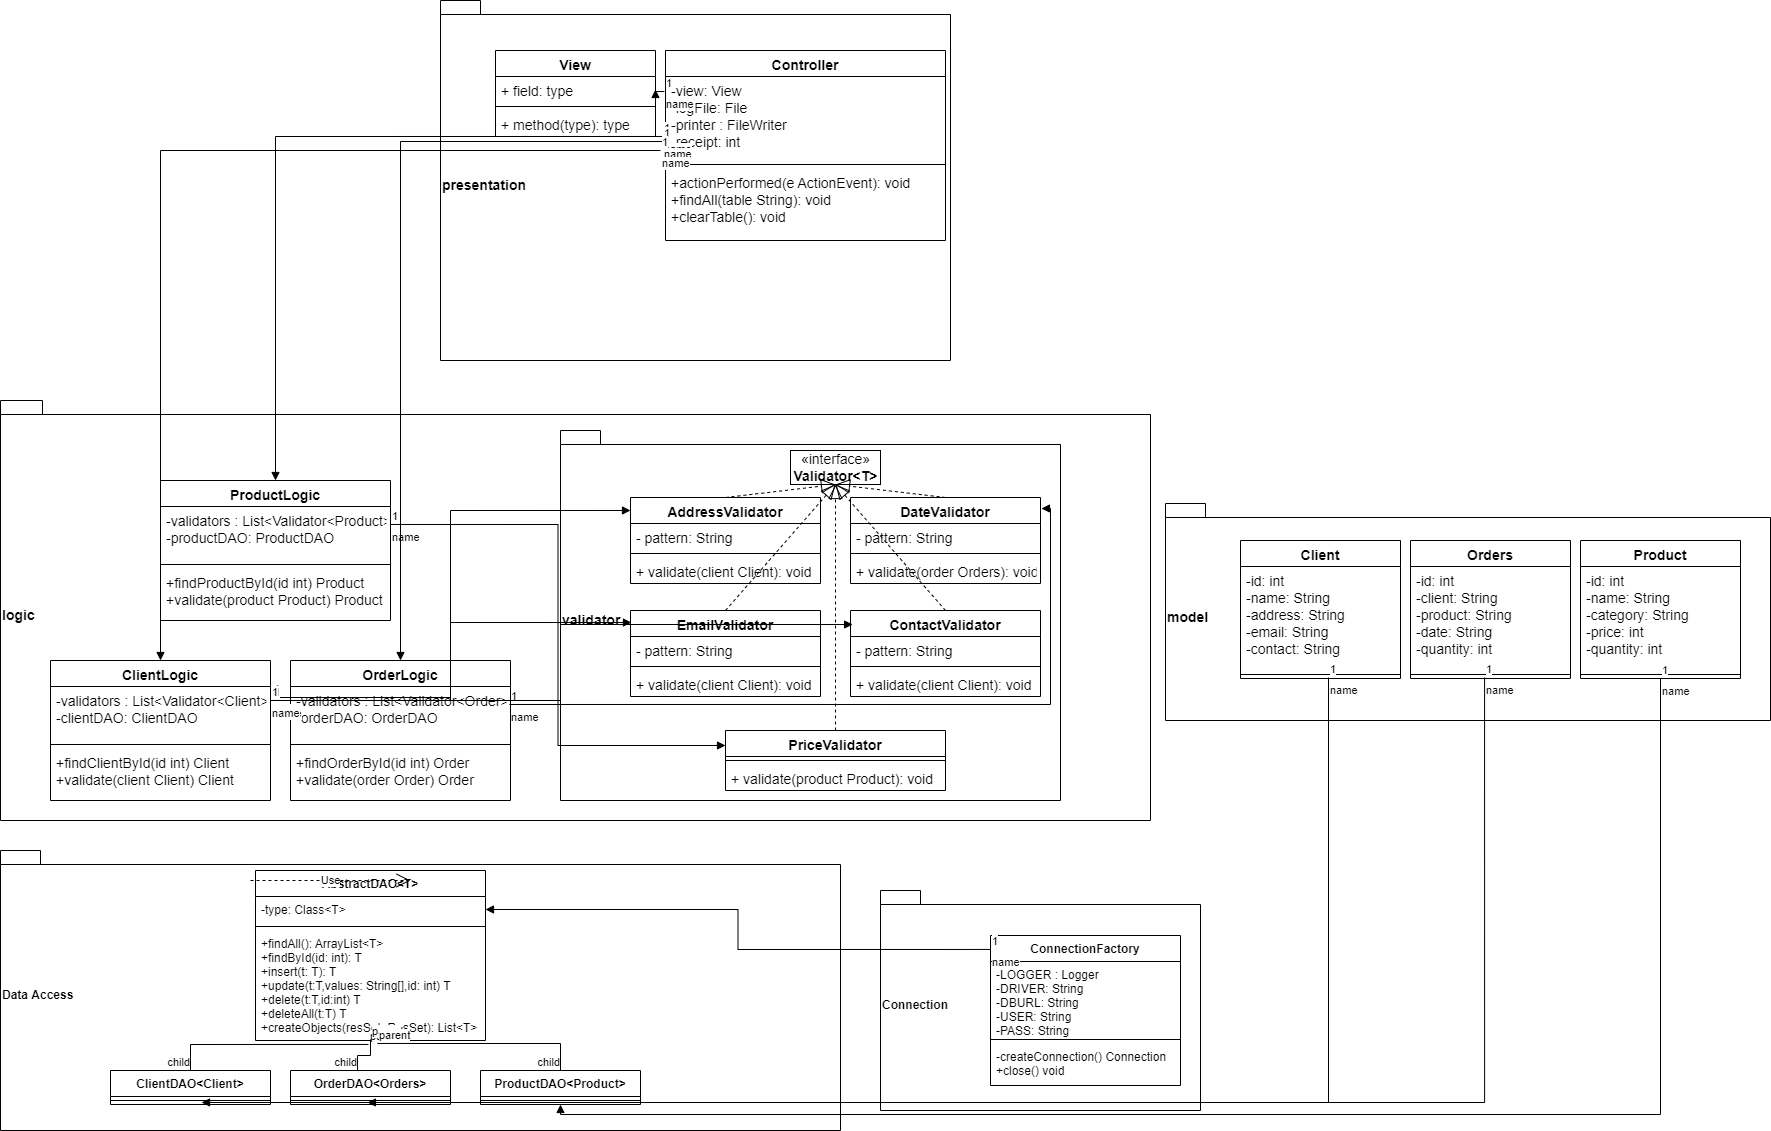 View
+ field: type
+ method(type): type
Controller
1
-view: View
name
File: File
-printer : FileWriter
1
1
receipt: int
name
name
+actionPerformed(e ActionEvent): void
+findAll(table String): void
+clearTable(): void
presentation
logic
ProductLogic
-validators : List<Validator<Product>
-productDAO: ProductDAO
+findProductById(id int) Product
+validate(product Product) Product
1
name
ClientLogic
-validators : List<Validator<Client>
-clientDAO: ClientDAO
+findClientById(id int) Client
+validate(client Client) Client
1
name
OrderLogic
-validators : List<Validator<Order>
orderDAO: OrderDAO
+findOrderById(id int) Order
+validate(order Order) Order
1
name
validator
«interface»
Validator<T>
AddressValidator
- pattern: String
+ validate(client Client): void
DateValidator
- pattern: String
+ validate(order Orders): void
EmailValidator
- pattern: String
+ validate(client Client): void
ContactValidator
- pattern: String
+ validate(client Client): void
PriceValidator
+ validate(product Product): void
model
Client
-id: int
-name: String
-address: String
-email: String
-contact: String
1
name
Orders
-id: int
-client: String
-product: String
-date: String
-quantity: int
1
name
Product
-id: int
-name: String
-category: String
-price: int
-quantity: int
1
name
Data Access
Use
stractDAO<T>
-type: Class<T>
+findAll(): ArrayList<T>
+findById(id: int): T
+insert(t: T): T
+update(t:T,values: String[],id: int) T
+delete(t:T,id:int) T
+deleteAll(t:T) T
+createObjects(resS Set): List<T>
parent
child
child
child
ClientDAO<Client>
OrderDAO<Orders>
ProductDAO<Product>
Connection
1
ConnectionFactory
name
-LOGGER : Logger
-DRIVER: String
-DBURL: String
-USER: String
-PASS: String
-createConnection() Connection
+close() void